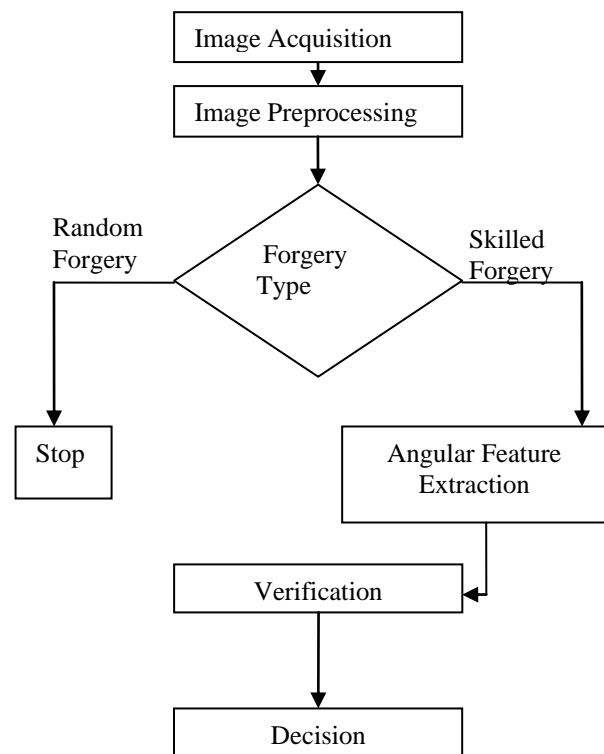 Image Acquisition
Image Preprocessing
Random
Forgery
Forgery
Type
Skilled
Forgery
Stop
Angular Feature
Extraction
Verification
Decision